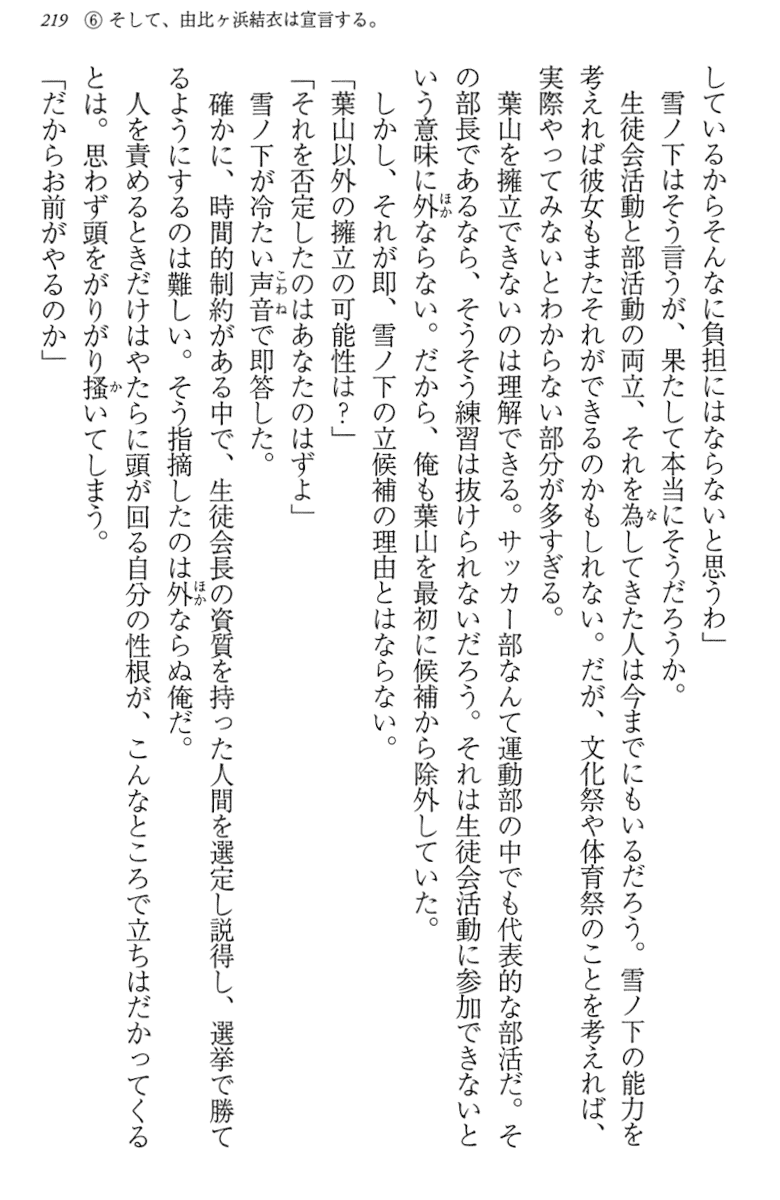 219　⑥ そして、由比ヶ浜結衣は宣言する。
しているからそんなに負担にはならないと思うわ」
　雪ノ下はそう言うが、果たして本当にそうだろうか。
　生徒会活動と部活動の両立、それを為してきた人は今までにもいるだろう。雪ノ下の能力を
考えれば彼女もまたそれができるのかもしれない。だが、文化祭や体育祭のことを考えれば、
実際やってみないとわからない部分が多すぎる。
　葉山を擁立できないのは理解できる。サッカー部なんて運動部の中でも代表的な部活だ。そ
の部長であるなら、そうそう練習は抜けられないだろう。それは生徒会活動に参加できないと
いう意味に外ならない。だから、俺も葉山を最初に候補から除外していた。
　しかし、それが即、雪ノ下の立候補の理由とはならない。
「葉山以外の擁立の可能性は?」
「それを否定したのはあなたのはずよ」
　雪ノ下が冷たい声音で即答した。
　確かに、時間的制約がある中で、生徒会長の資質を持った人間を選定し説得し、選挙で勝て
るようにするのは難しい。そう指摘したのは外ならぬ俺だ。
　人を責めるときだけはやたらに頭が回る自分の性根が、こんなところで立ちはだかってくる
とは。思わず頭をがりがり掻いてしまう。
「だからお前がやるのか」